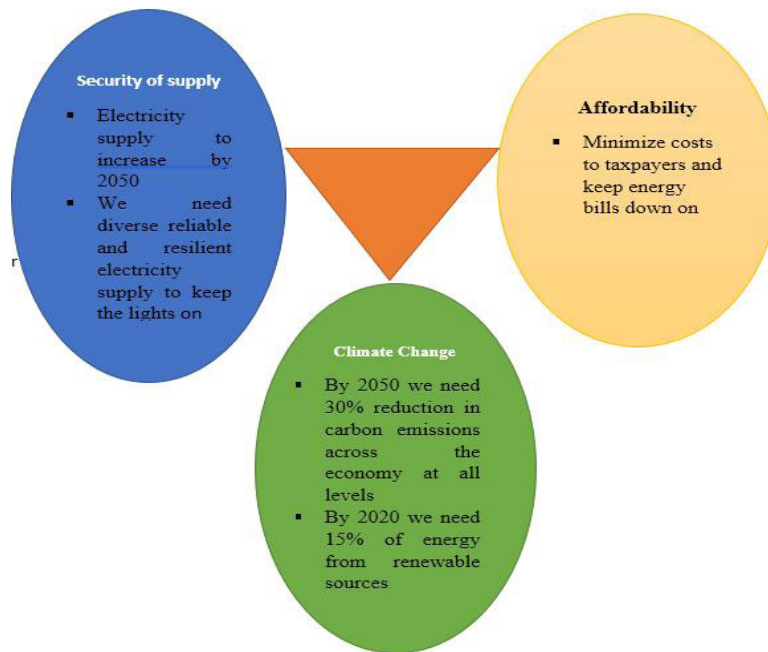 Security of supply
▪ Electricity
supply to
increase by
2050
▪ We need
diverse reliable
and resilient
electricity
supply to keep
the lights on
r
Affordability
▪ Minimize costs
to taxpayers and
keep energy
bills down on
Climate Change
▪ By 2050 we need
30% reduction in
carbon emissions
across the
economy at all
levels
▪ By 2020 we need
15% of energy
from renewable
sources